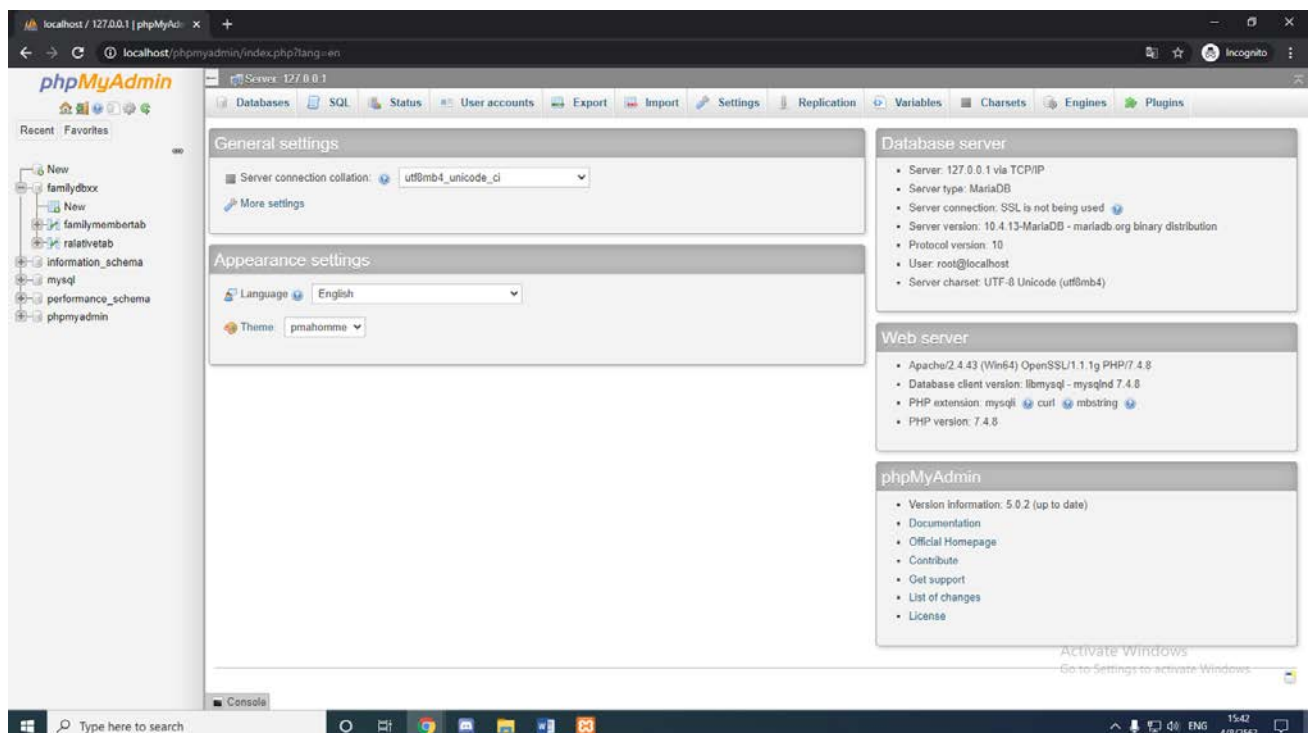 localhost / 127.0.0.1 | phpMyAd
localhost/phpmyadmin/index.php?lang=en
Incognito
phpMyAdmin
Recent Favorites
New
familydbxx
New
familymembertab
ralativetab
information_schema
mysql
performance_schema
phpmyadmin
Server: 127.0.0.1
Databases SQL Status User accounts Export Import Settings Replication Variables Charsets Engines Plugins
General settings
Server connection collation: utf8mb4_unicode_ci
More settings
Appearance settings
Language English
Theme pmahomme
Database server
Server: 127.0.0.1 via TCP/IP
Server type: MariaDB
Server connection: SSL is not being used
Server version: 10.4.13-MariaDB - mariadb.org binary distribution
Protocol version: 10
User: root@localhost
Server charset: UTF-8 Unicode (utf8mb4)
Web server
Apache/2.4.43 (Win64) OpenSSL/1.1.1g PHP/7.4.8
Database client version: libmysql - mysqlnd 7.4.8
PHP extension: mysqli curl mbstring
PHP version: 7.4.8
phpMyAdmin
Version information: 5.0.2 (up to date)
Documentation
Official Homepage
Contribute
Get support
List of changes
License
Activate Windows
Go to Settings to activate Windows.
Console
Type here to search
ENG
15:42